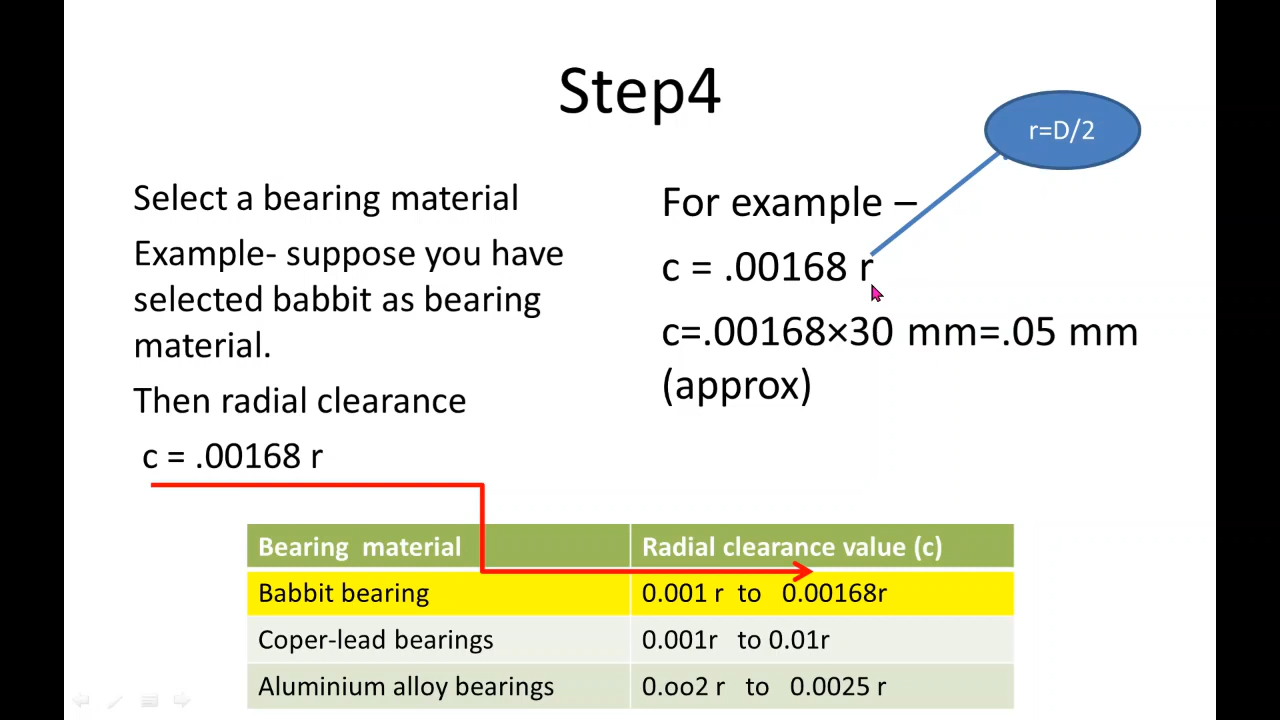 Step4
r=D/2
Select a bearing material
Example- suppose you have
selected babbit as bearing
material.
Then radial clearance
c = .00168 r
For example –
c = .00168 r
c=.00168×30 mm=.05 mm
(approx)
Bearing material Radial clearance value (c)
Babbit bearing 0.001 r to 0.00168r
Coper-lead bearings 0.001r to 0.01r
Aluminium alloy bearings 0.oo2 r to 0.0025 r